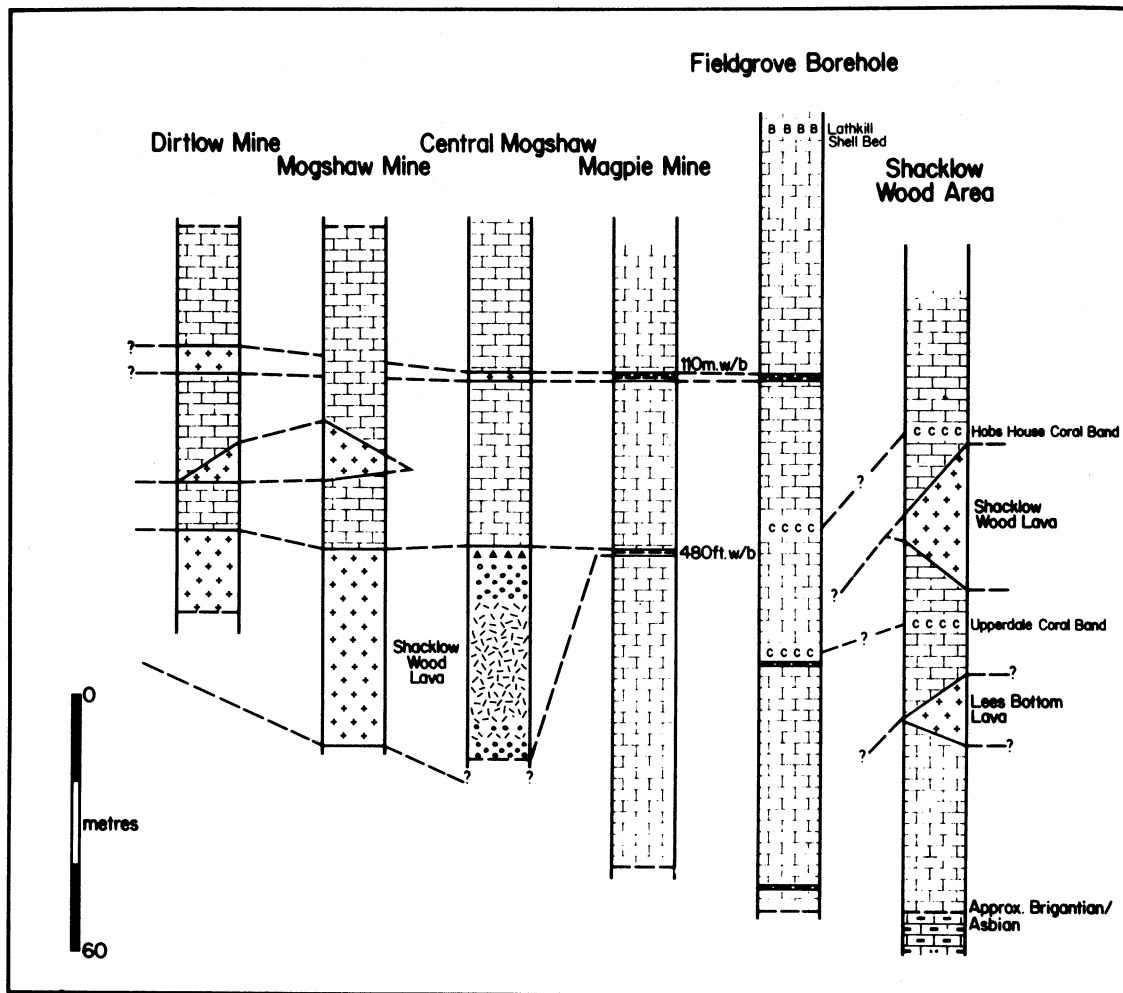 Fieldgrove Borehole
Dirtlow Mine
Mogshaw Mine
Central Mogshaw
Magpie Mine
B B B B
Lathkill
Shell Bed
Shacklow
Wood Area
?
?
110m.w/b
480ft.w/b
C C C C
?
C C C C
Hobs House Coral Band
Shacklow
Wood Lava
?
C C C C
?
C C C C
Upperdale Coral Band
Shacklow
Wood
Lava
?
Lees Bottom
Lava
?
?
?
?
0
metres
60
Approx. Brigantian/
Asbian